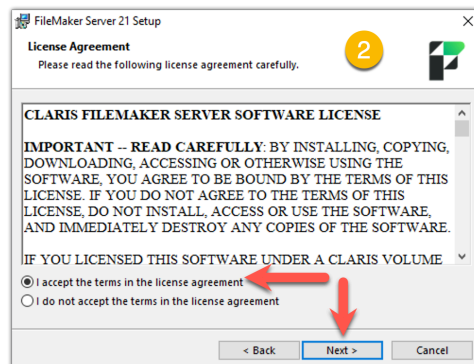 FileMaker Server 21 Setup
License Agreement
Please read the following license agreement carefully.
2
CLARIS FILEMAKER SERVER SOFTWARE LICENSE
IMPORTANT -- READ CAREFULLY: BY INSTALLING, COPYING,
DOWNLOADING, ACCESSING OR OTHERWISE USING THE
SOFTWARE, YOU AGREE TO BE BOUND BY THE TERMS OF THIS
LICENSE. IF YOU DO NOT AGREE TO THE TERMS OF THIS
LICENSE, DO NOT INSTALL, ACCESS OR USE THE SOFTWARE,
AND IMMEDIATELY DESTROY ANY COPIES OF THE SOFTWARE.
IF YOU LICENSED THIS SOFTWARE UNDER A CLARIS VOLUME
I accept the terms in the license agreement
I do not accept the terms in the license agreement
< Back Next > Cancel